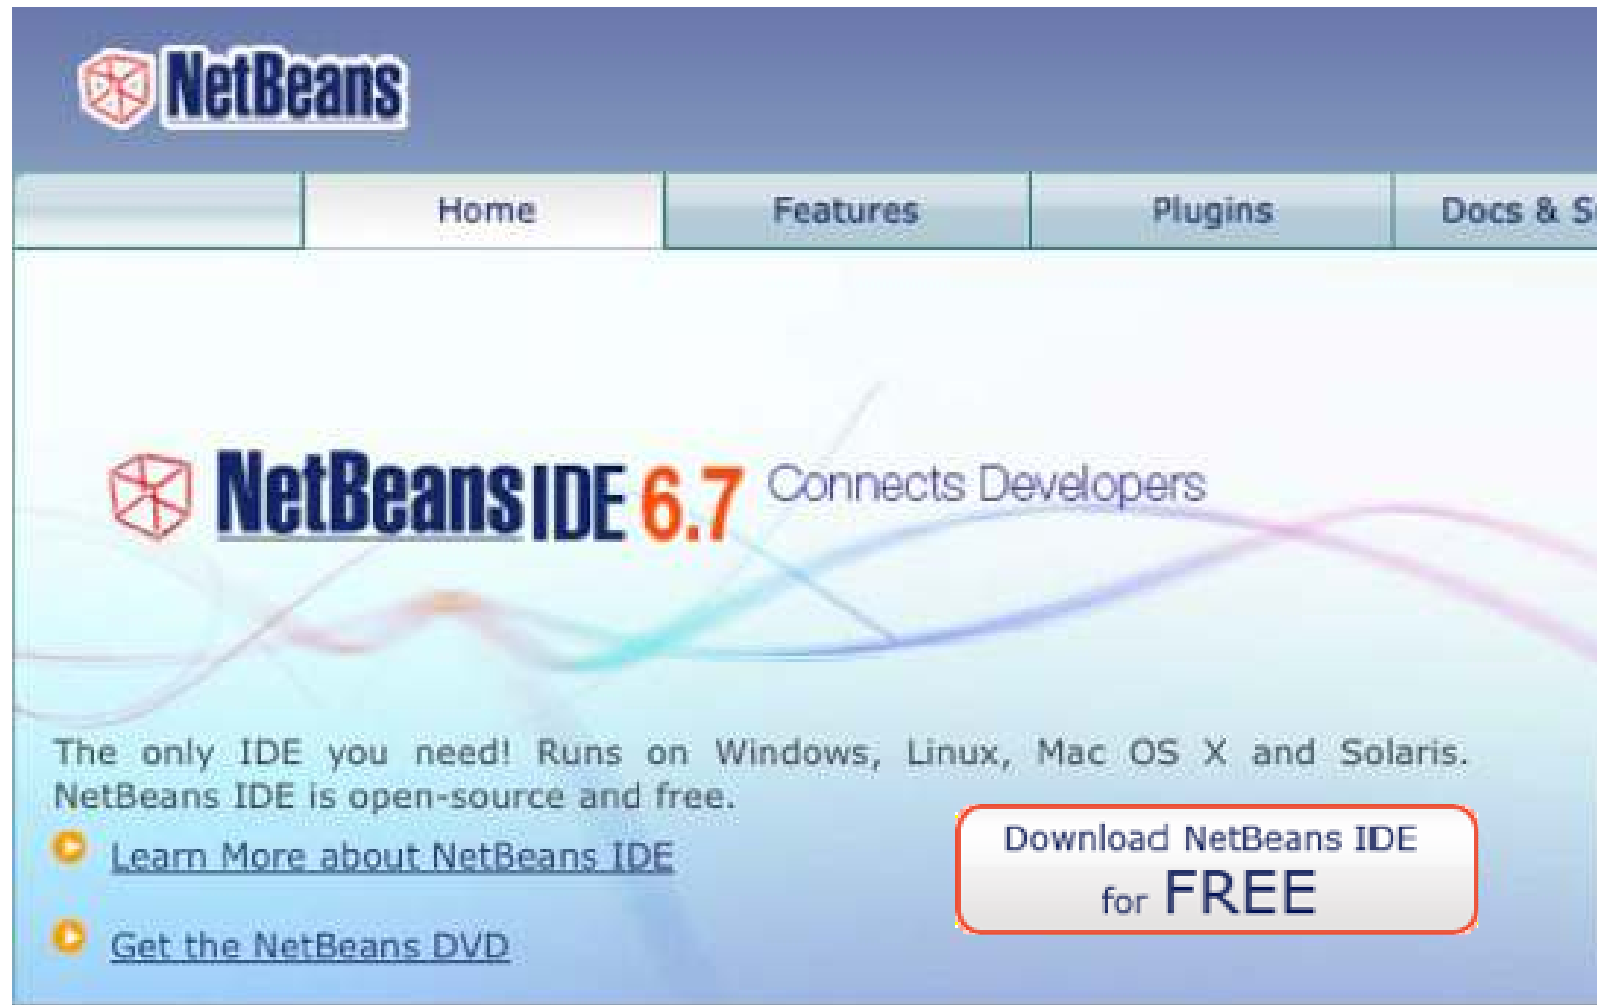 NetBeans
Home Features Plugins Docs &
NetBeans IDE 6.7 Connects Developers
The only IDE you need! Runs on Windows, Linux, Mac OS X and Solaris.
NetBeans IDE is open-source and free.
Learn More about NetBeans IDE
Download NetBeans IDE
for FREE
Get the NetBeans DVD